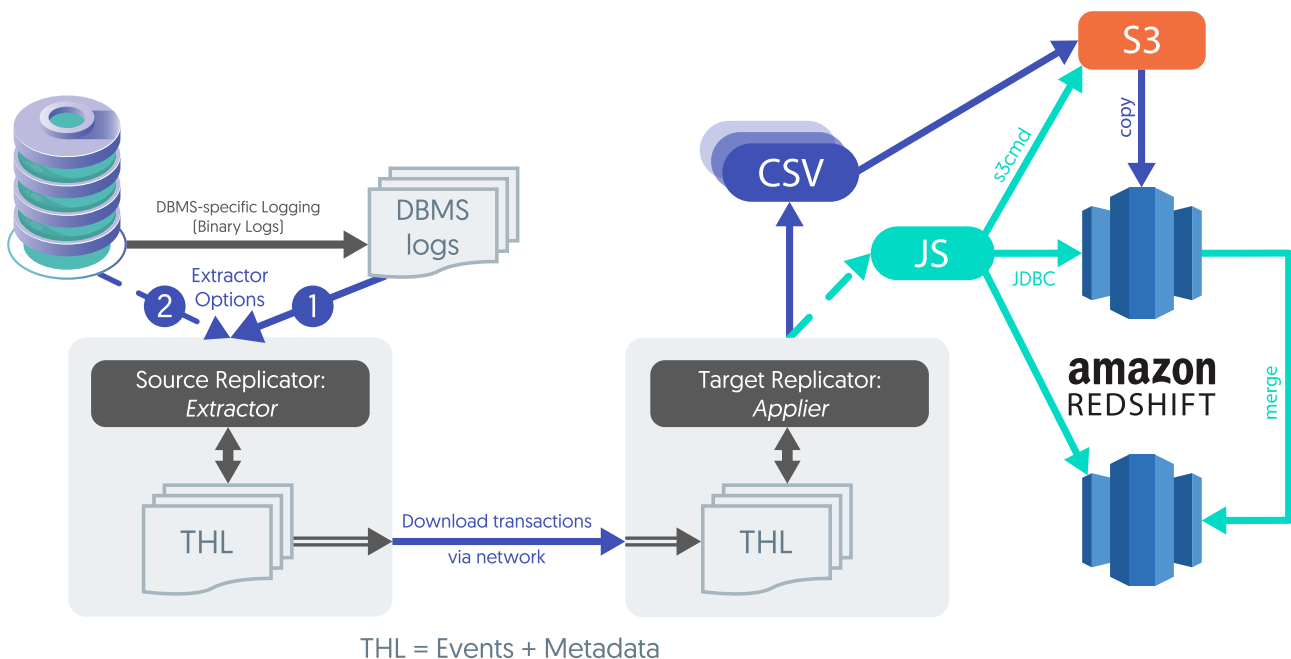 S3
copy
s3cmd
CSV
DBMS-specific Logging
(Binary Logs)
DBMS
logs
JS
JDBC
Extractor
Options
2
1
Source Replicator:
Extractor
Target Replicator:
Applier
amazon
REDSHIFT
merge
THL
Download transactions
via network
THL
THL = Events + Metadata